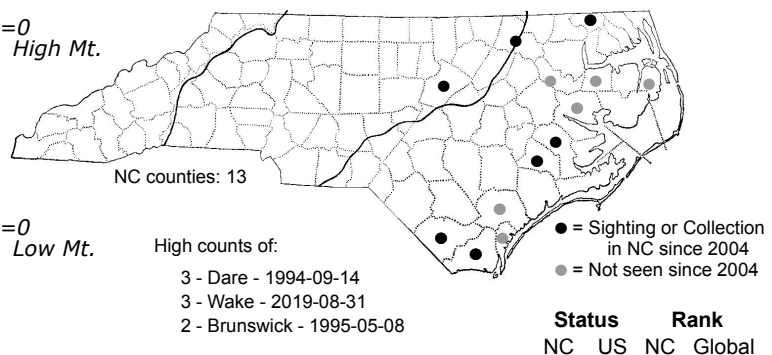 =0
High Mt.
NC counties: 13
=0
Low Mt.
High counts of:
3 - Dare - 1994-09-14
3 - Wake - 2019-08-31
2 - Brunswick - 1995-05-08
= Sighting or Collection
in NC since 2004
= Not seen since 2004
Status Rank
NC US NC Global